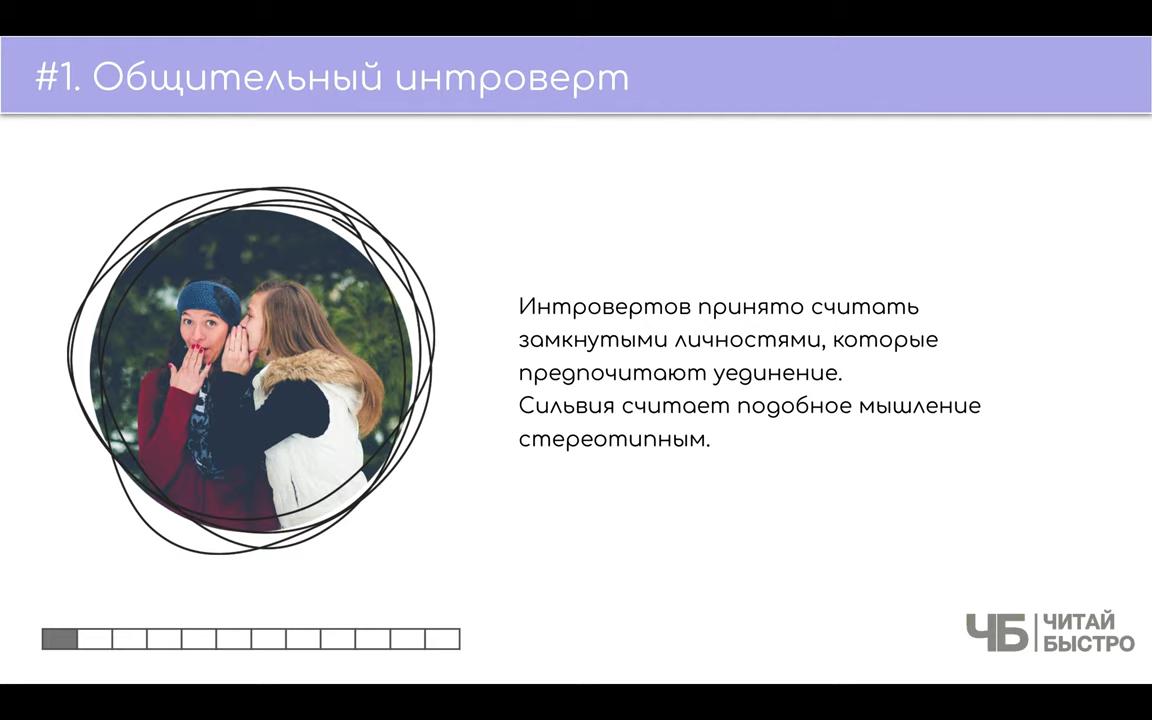 #1. Общительный интроверт
Интровертов принято считать
замкнутыми личностями, которые
предпочитают уединение.
Сильвия считает подобное мышление
стереотипным.
ЧБ
ЧИТАЙ
БЫСТРО